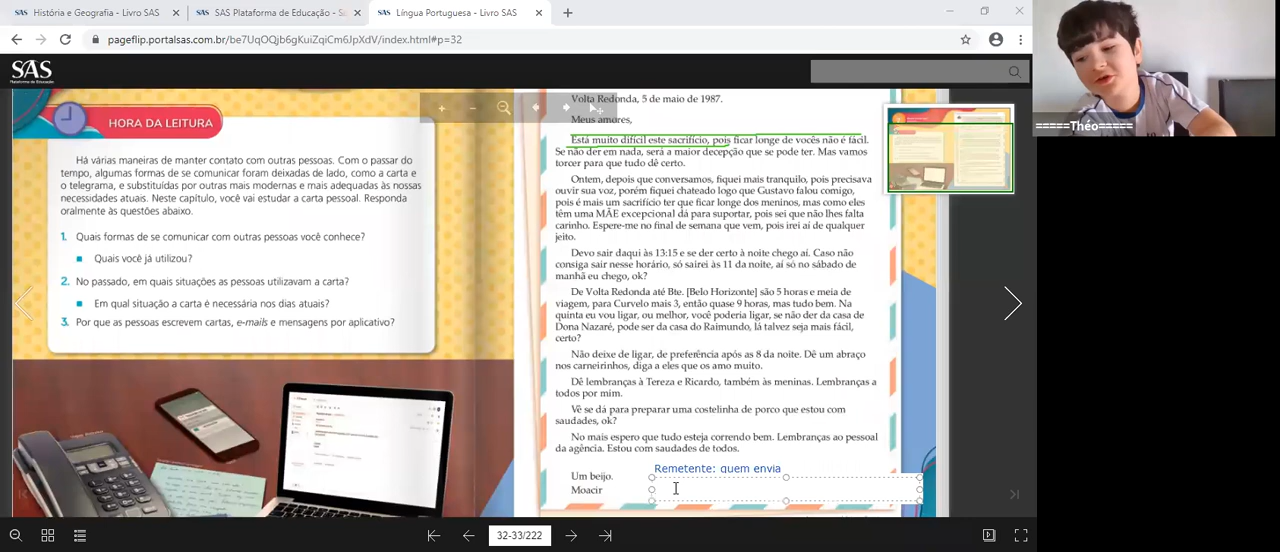 História e Geografia - Livro SAS
SAS Plataforma de Educação - Sa
Língua Portuguesa - Livro SAS
pageflip.portalsas.com.br/be7UqOQjb6gKuiZqiCm6JpXdV/index.html#p=32
SAS
Plataforma de Educação
HORA DA LEITURA
Há várias maneiras de manter contato com outras pessoas. Com o passar do
tempo, algumas formas de se comunicar foram deixadas de lado, como a carta e
o telegrama, e substituídas por outras mais modernas e mais adequadas às nossas
necessidades atuais. Neste capítulo, você vai estudar a carta pessoal. Responda
oralmente às questões abaixo.
1. Quais formas de se comunicar com outras pessoas você conhece?
Quais você já utilizou?
2. No passado, em quais situações as pessoas utilizavam a carta?
Em qual situação a carta é necessária nos dias atuais?
3. Por que as pessoas escrevem cartas, e-mails e mensagens por aplicativo?
Volta Redonda, 5 de maio de 1987.
Meus amores,
Está muito difícil este sacrifício, pois ficar longe de vocês não é fácil.
Se não der em nada, será a maior decepção que se pode ter. Mas vamos
torcer para que tudo dê certo.
Ontem, depois que conversamos, fiquei mais tranquilo, pois precisava
ouvir sua voz, porém fiquei chateado logo que Gustavo falou comigo,
pois é mais um sacrifício ter que ficar longe dos meninos, mas como eles
têm uma MÃE excepcional dá para suportar, pois sei que não lhes falta
carinho. Espere-me no final de semana que vem, pois irei aí de qualquer
jeito.
Devo sair daqui às 13:15 e se der certo à noite chego aí. Caso não
consiga sair nesse horário, só sairei às 11 da noite, aí só no sábado de
manhã eu chego, ok?
De Volta Redonda até Bte. [Belo Horizonte] são 5 horas e meia de
viagem, para Curvelo mais 3, então quase 9 horas, mas tudo bem. Na
quinta eu vou ligar, ou melhor, você poderia ligar, se não der da casa de
Dona Nazaré, pode ser da casa do Raimundo, lá talvez seja mais fácil,
certo?
Não deixe de ligar, de preferência após as 8 da noite. Dê um abraço
nos carneirinhos, diga a eles que os amo muito.
Dê lembranças à Tereza e Ricardo, também às meninas. Lembranças a
todos por mim.
Vê se dá para preparar uma costelinha de porco que estou com
saudades, ok?
No mais espero que tudo esteja correndo bem. Lembranças ao pessoal
da agência. Estou com saudades de todos.
Um beijo.
Moacir
Remetente: quem envia
32-33/222
=====Théo=====